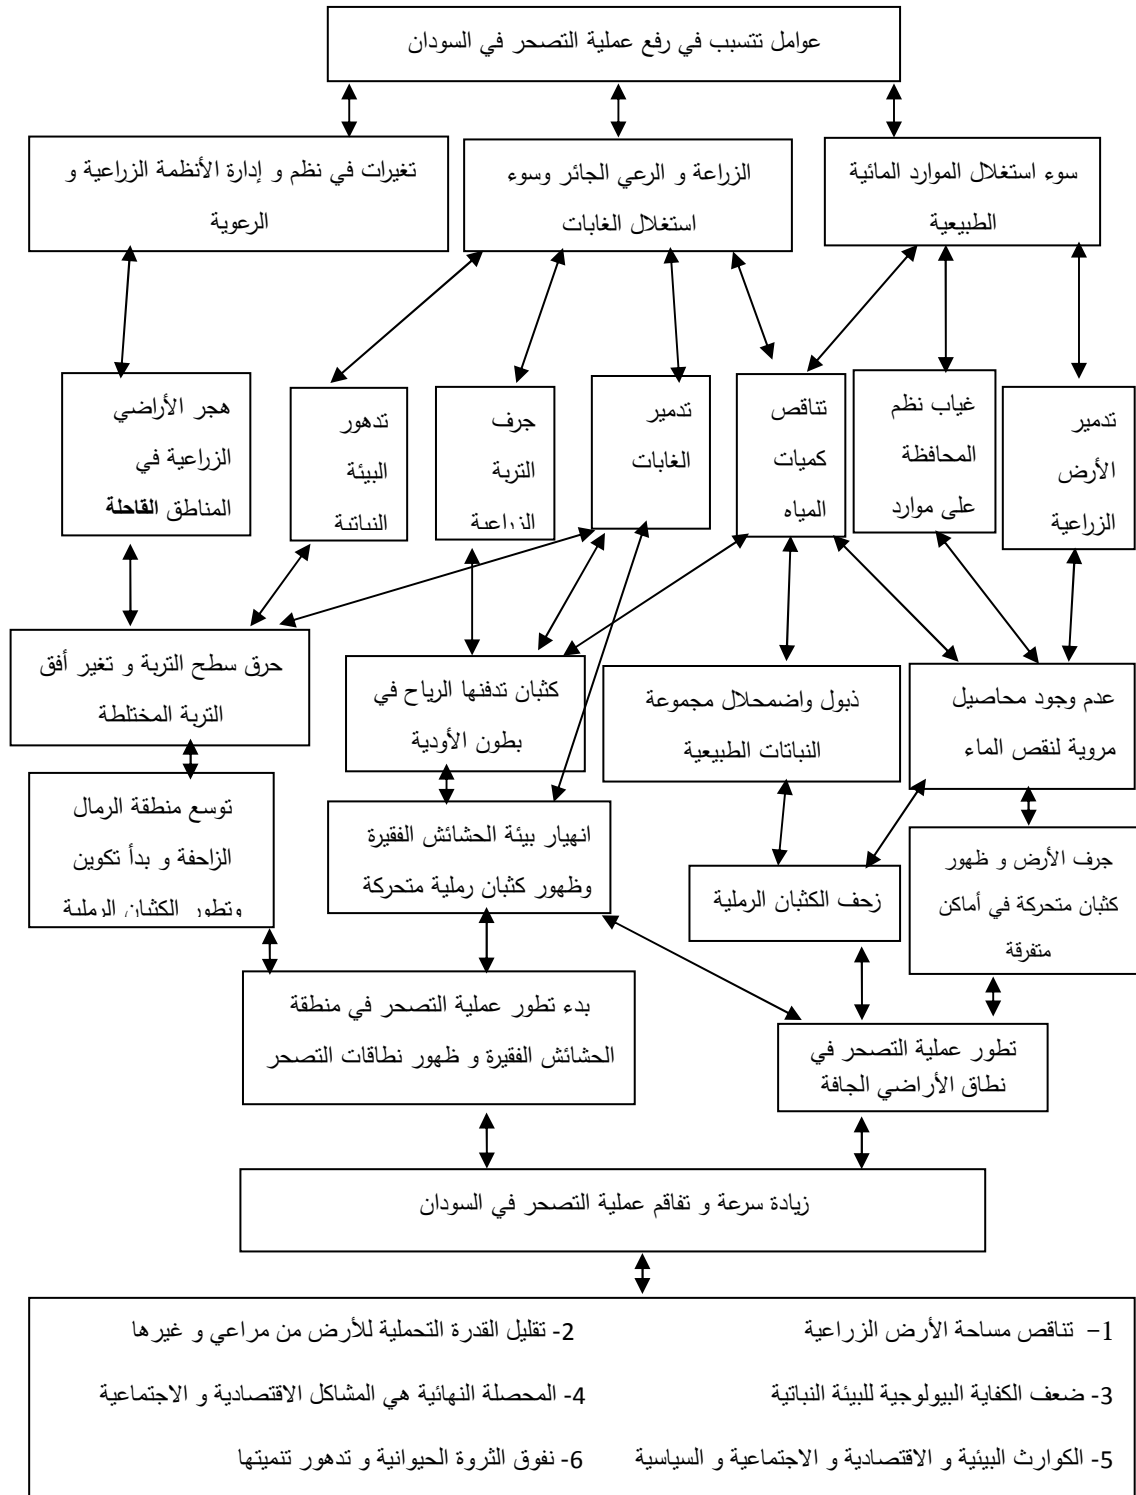 عوامل تتسبب في رفع عملية التصحر في السودان
سوء استغلال الموارد المائية
الطبيعية
الزراعة و الرعي الجائر وسوء
استغلال الغابات
تغيرات في نظم و إدارة الأنظمة الزراعية و
الرعوية
تدمير
الأرض
الزراعية
غياب نظم
المحافظة
على موارد
تناقص
كميات
المياه
تدمير
الغابات
جرف
التربة
الزراعية
تدهور
البيئة
النباتية
هجر الأراضي
الزراعية في
المناطق القاحلة
عدم وجود محاصيل
مروية لنقص الماء
ذبول واضمحلال مجموعة
النباتات الطبيعية
كثبان تدفنها الرياح في
بطون الأودية
حرق سطح التربة و تغير أفق
التربة المختلطة
جرف الأرض و ظهور
كثبان متحركة في أماكن
متفرقة
زحف الكثبان الرملية
انهيار بيئة الحشائش الفقيرة
وظهور كثبان رملية متحركة
توسع منطقة الرمال
الزاحفة و بدأ تكوين
وتطور الكثبان الرملية
تطور عملية التصحر في
نطاق الأراضي الجافة
بدء تطور عملية التصحر في منطقة
الحشائش الفقيرة و ظهور نطاقات التصحر
زيادة سرعة و تفاقم عملية التصحر في السودان
1- تناقص مساحة الأرض الزراعية
2- تقليل القدرة التحملية للأرض من مراعي و غيرها
3- ضعف الكفاية البيولوجية للبيئة النباتية
4- المحصلة النهائية هي المشاكل الاقتصادية و الاجتماعية
5- الكوارث البيئية و الاقتصادية و الاجتماعية و السياسية
6- نفوق الثروة الحيوانية و تدهور تنميتها